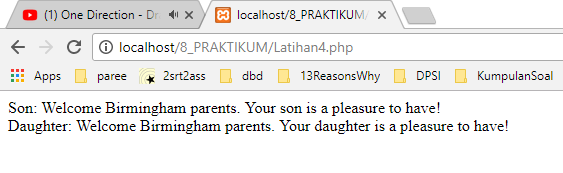 (1) One Direction - Dr
localhost/8_PRAKTIKUM/
localhost/8_PRAKTIKUM/Latihan4.php
Apps paree 2srt2ass dbd 13ReasonsWhy DPSI KumpulanSoal
Son: Welcome Birmingham parents. Your son is a pleasure to have!
Daughter: Welcome Birmingham parents. Your daughter is a pleasure to have!